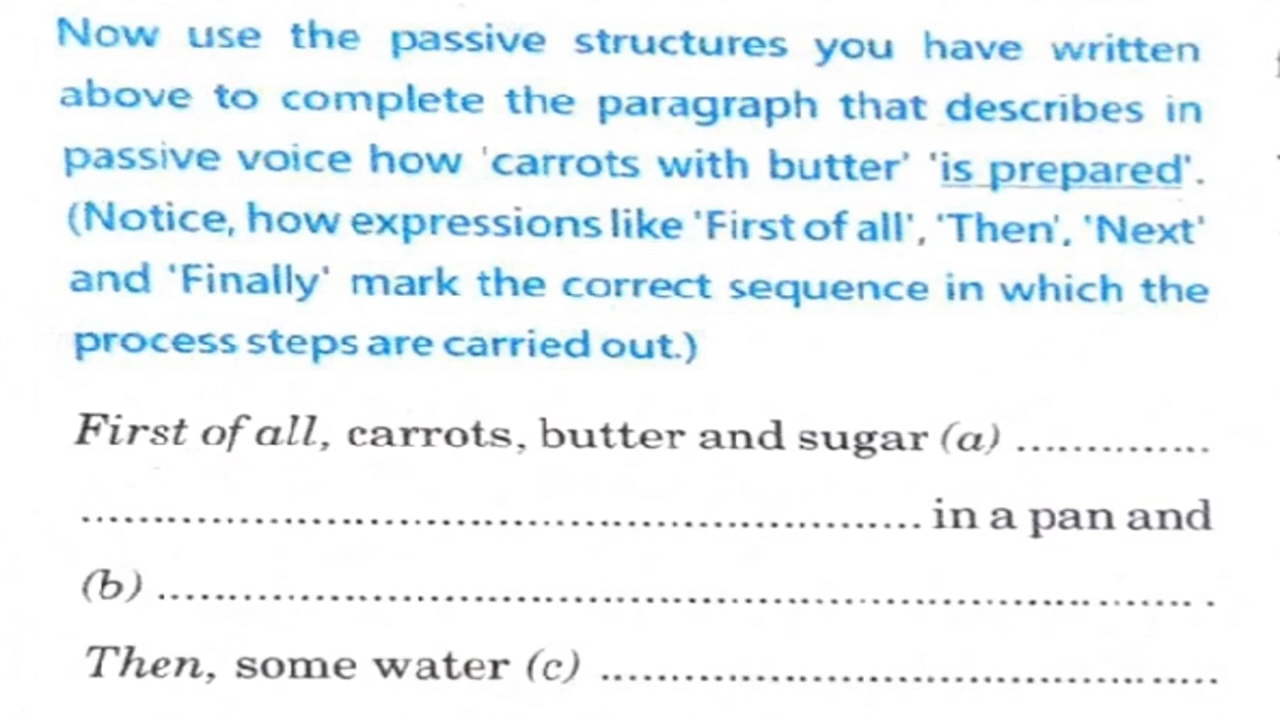 Now use the passive structures you have written
above to complete the paragraph that describes in
passive voice how 'carrots with butter' 'is prepared'.
(Notice, how expressions like 'First of all', 'Then', 'Next'
and 'Finally' mark the correct sequence in which the
process steps are carried out.)
First of all, carrots, butter and sugar (a) ..............
.......................................................................... in a pan and
(b) .......................................................................................... .
Then, some water (c) .....................................................